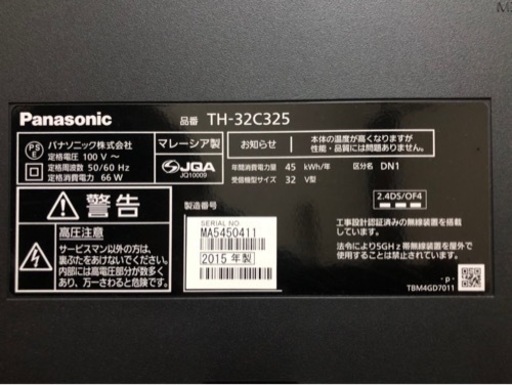 Panasonic
品番 TH-32C325
PS E
パナソニック株式会社
定格電圧 100 V ～
定格周波数 50/60 Hz
定格消費電力 66 W
マレーシア製
JQA
JQ10009
お知らせ
本体の温度が高くなりますが
性能・品質には問題ありません。
年間消費電力量 45 kWh/年 区分名 DN1
受信機型サイズ 32 V型
警告
高圧注意
サービスマン以外の方は、
裏ぶたをあけないでください。
内部には高電圧部分が数多く
あり、万一さわると危険です。
製造番号
SERIAL NO
MA5450411
2015 年製
2.4DS/OF4
工事設計認証済みの無線装置を搭載
しています。
法令により5GHz 帯無線装置を屋外で
使用することは禁止されています。
- p -
TBM4GD7011